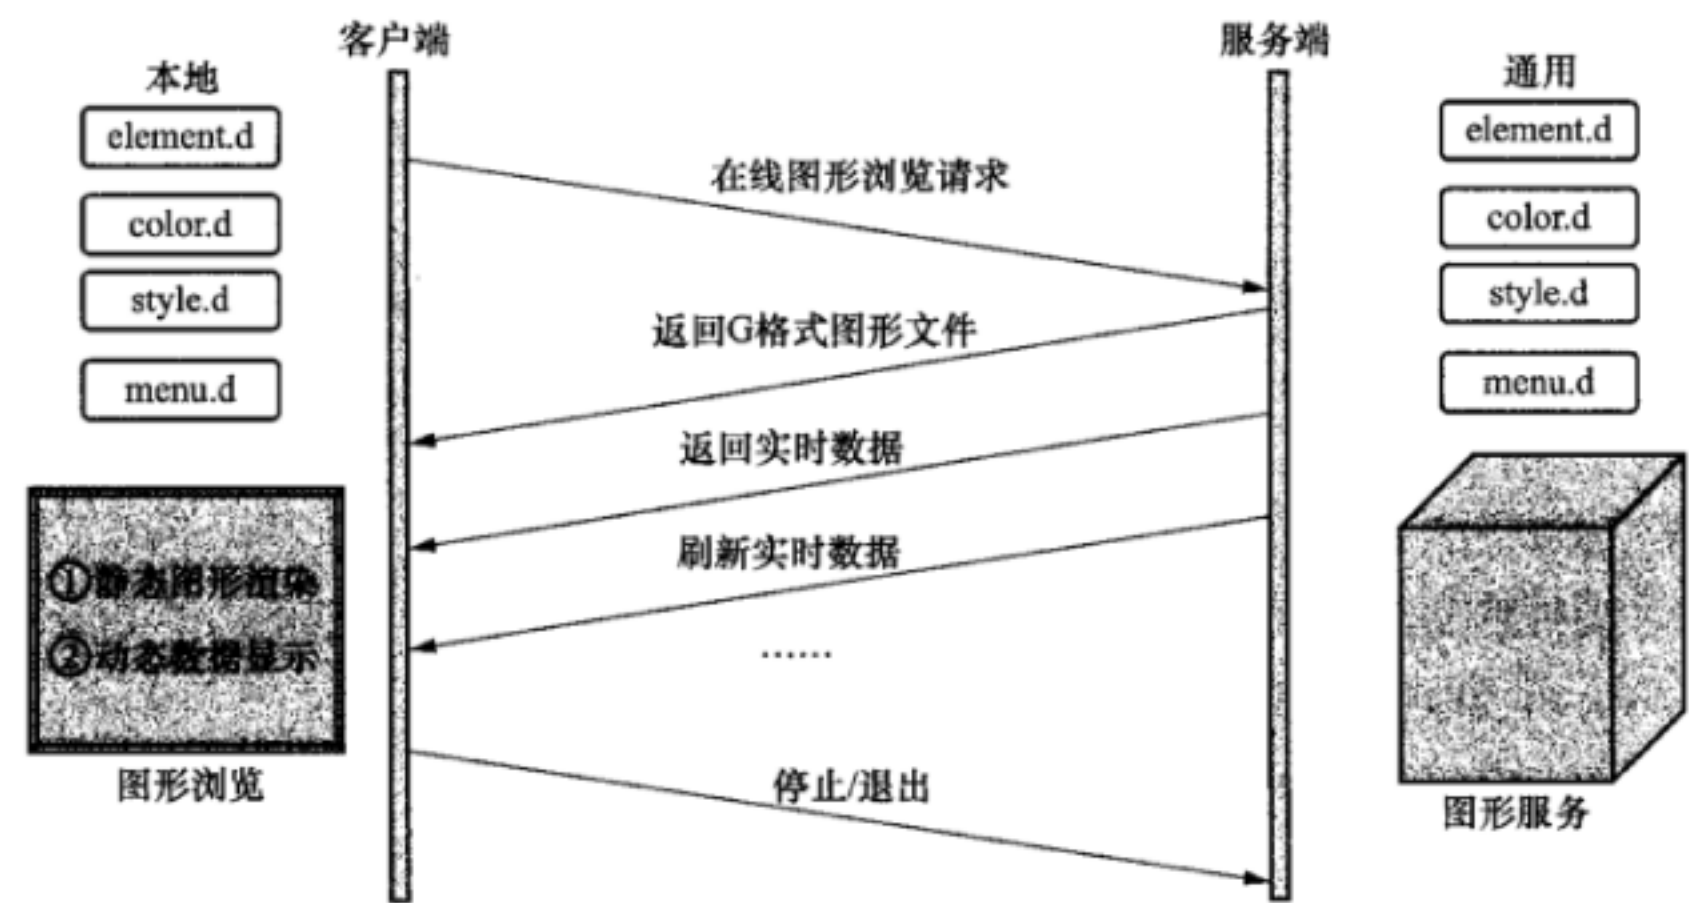 客户端
服务端
本地
通用
element.d
color.d
style.d
menu.d
element.d
color.d
style.d
menu.d
在线图形浏览请求
返回G格式图形文件
返回实时数据
刷新实时数据
……
停止/退出
①静态图形渲染
②动态数据显示
图形浏览
图形服务